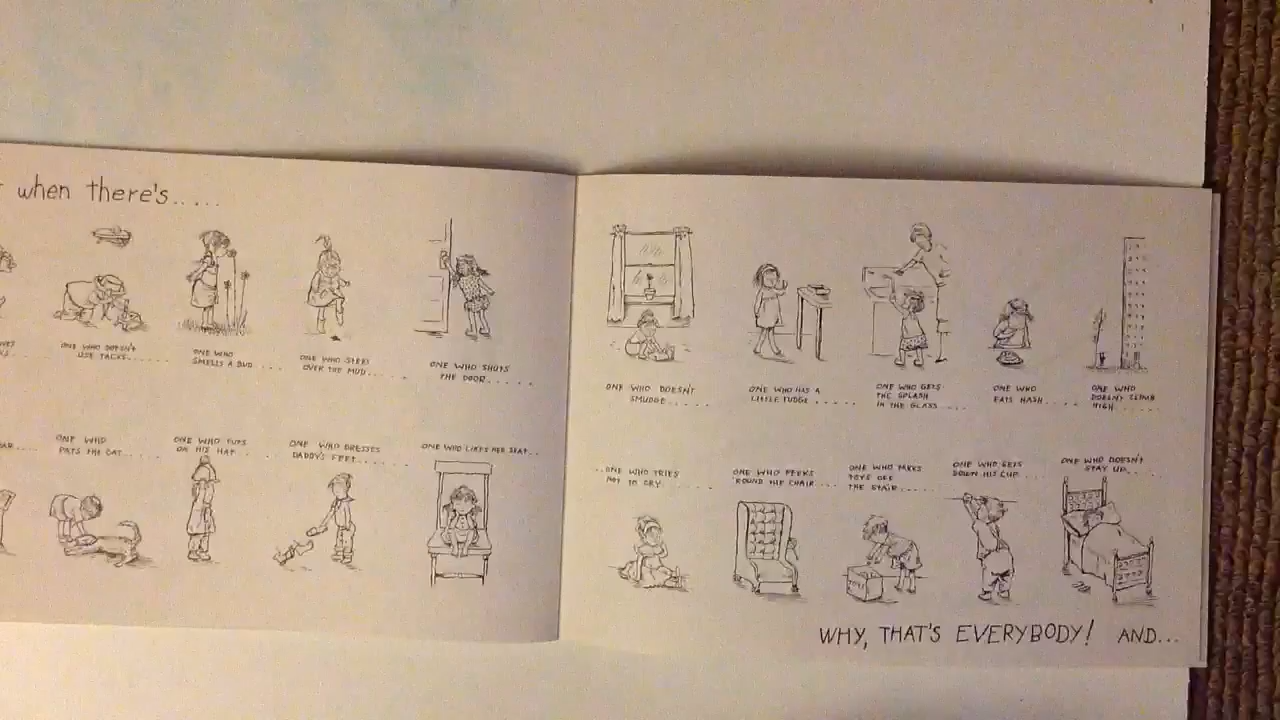 when there's.....
ONE WHO DOESN'T
USE TACKS......
ONE WHO
SMELLS A BUD ...
ONE WHO STEPS
OVER THE MUD.....
ONE WHO SHUTS
THE DOOR.....
ONE WHO
PATS THE CAT.....
ONE WHO PUTS
ON HIS HAT...
ONE WHO DRESSES
DADDY'S FEET.......
ONE WHO LIKES HER SEAT..
ONE WHO DOESN'T
SMUDGE......
ONE WHO HAS A
LITTLE FUDGE.....
ONE WHO GETS
THE SPLASH
IN THE GLASS....
ONE WHO
EATS HASH.....
ONE WHO
DOESN'T CLIMB
HIGH.....
..ONE WHO TRIES
NOT TO CRY......
ONE WHO PEEKS
'ROUND THE CHAIR....
ONE WHO TAKES
TOYS OFF
THE STAIR.....
ONE WHO GETS
DOWN HIS CUP....
ONE WHO DOESN'T
STAY UP.....
TOYS
WHY, THAT'S EVERYBODY! AND...